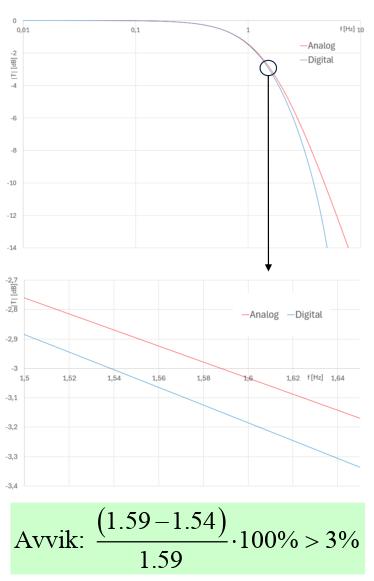 0
0,01
0,1
1
f [Hz] 10
-2
-4
-6
-8
-10
-12
-14
|T| [dB]
Analog
Digital
-2,7
-2,8
-2,9
-3
-3,1
-3,2
-3,3
-3,4
|T| [dB]
Analog Digital
1,5 1,52 1,54 1,56 1,58 1,6 f [Hz] 1,62 1,64
Avvik: (1.59 – 1.54) / 1.59 · 100% > 3%